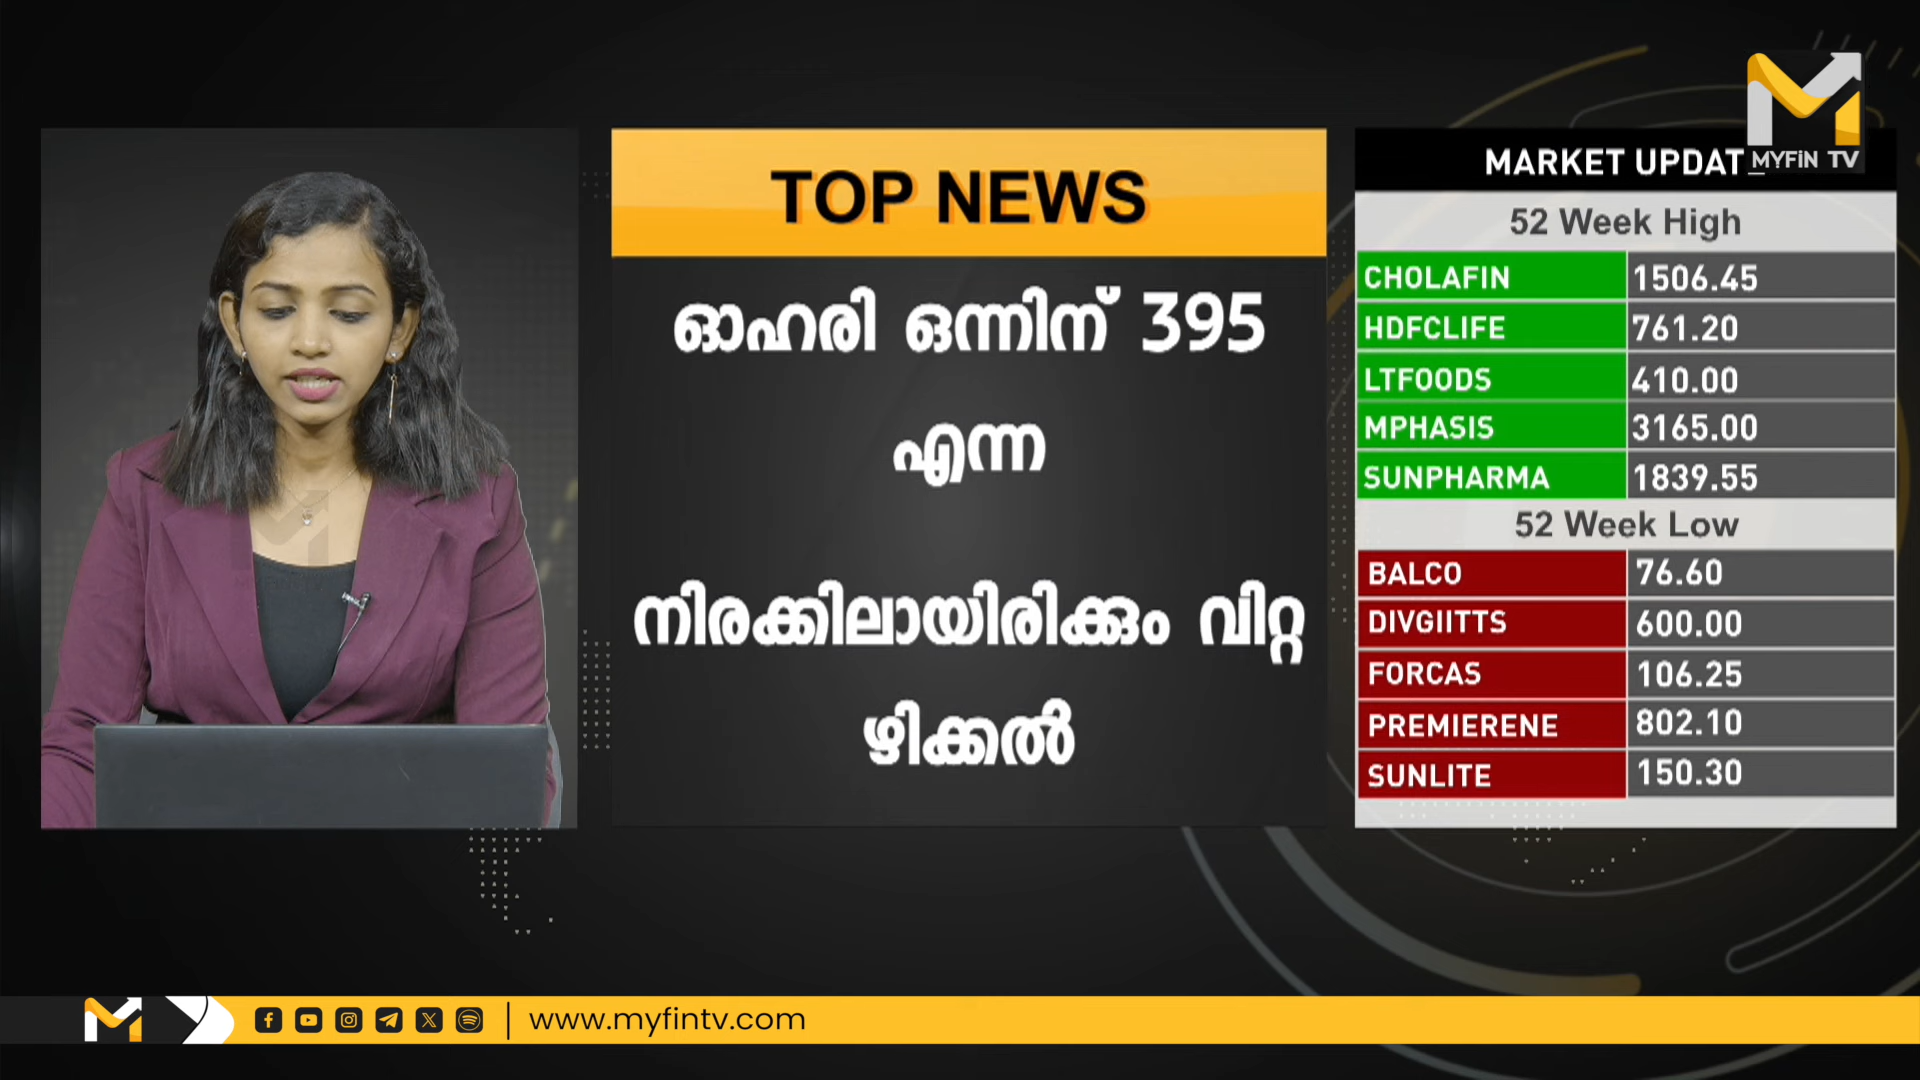 TOP NEWS
ഓഹരി ഒന്നിന് 395
എന്ന
നിരക്കിലായിരിക്കും വിറ്റ
ഴിക്കൽ
MARKET UPDAT
MYFiN TV
52 Week High
CHOLAFIN 1506.45
HDFCLIFE 761.20
LTFOODS 410.00
MPHASIS 3165.00
SUNPHARMA 1839.55
52 Week Low
BALCO 76.60
DIVGIITTS 600.00
FORCAS 106.25
PREMIERENE 802.10
SUNLITE 150.30
www.myfintv.com